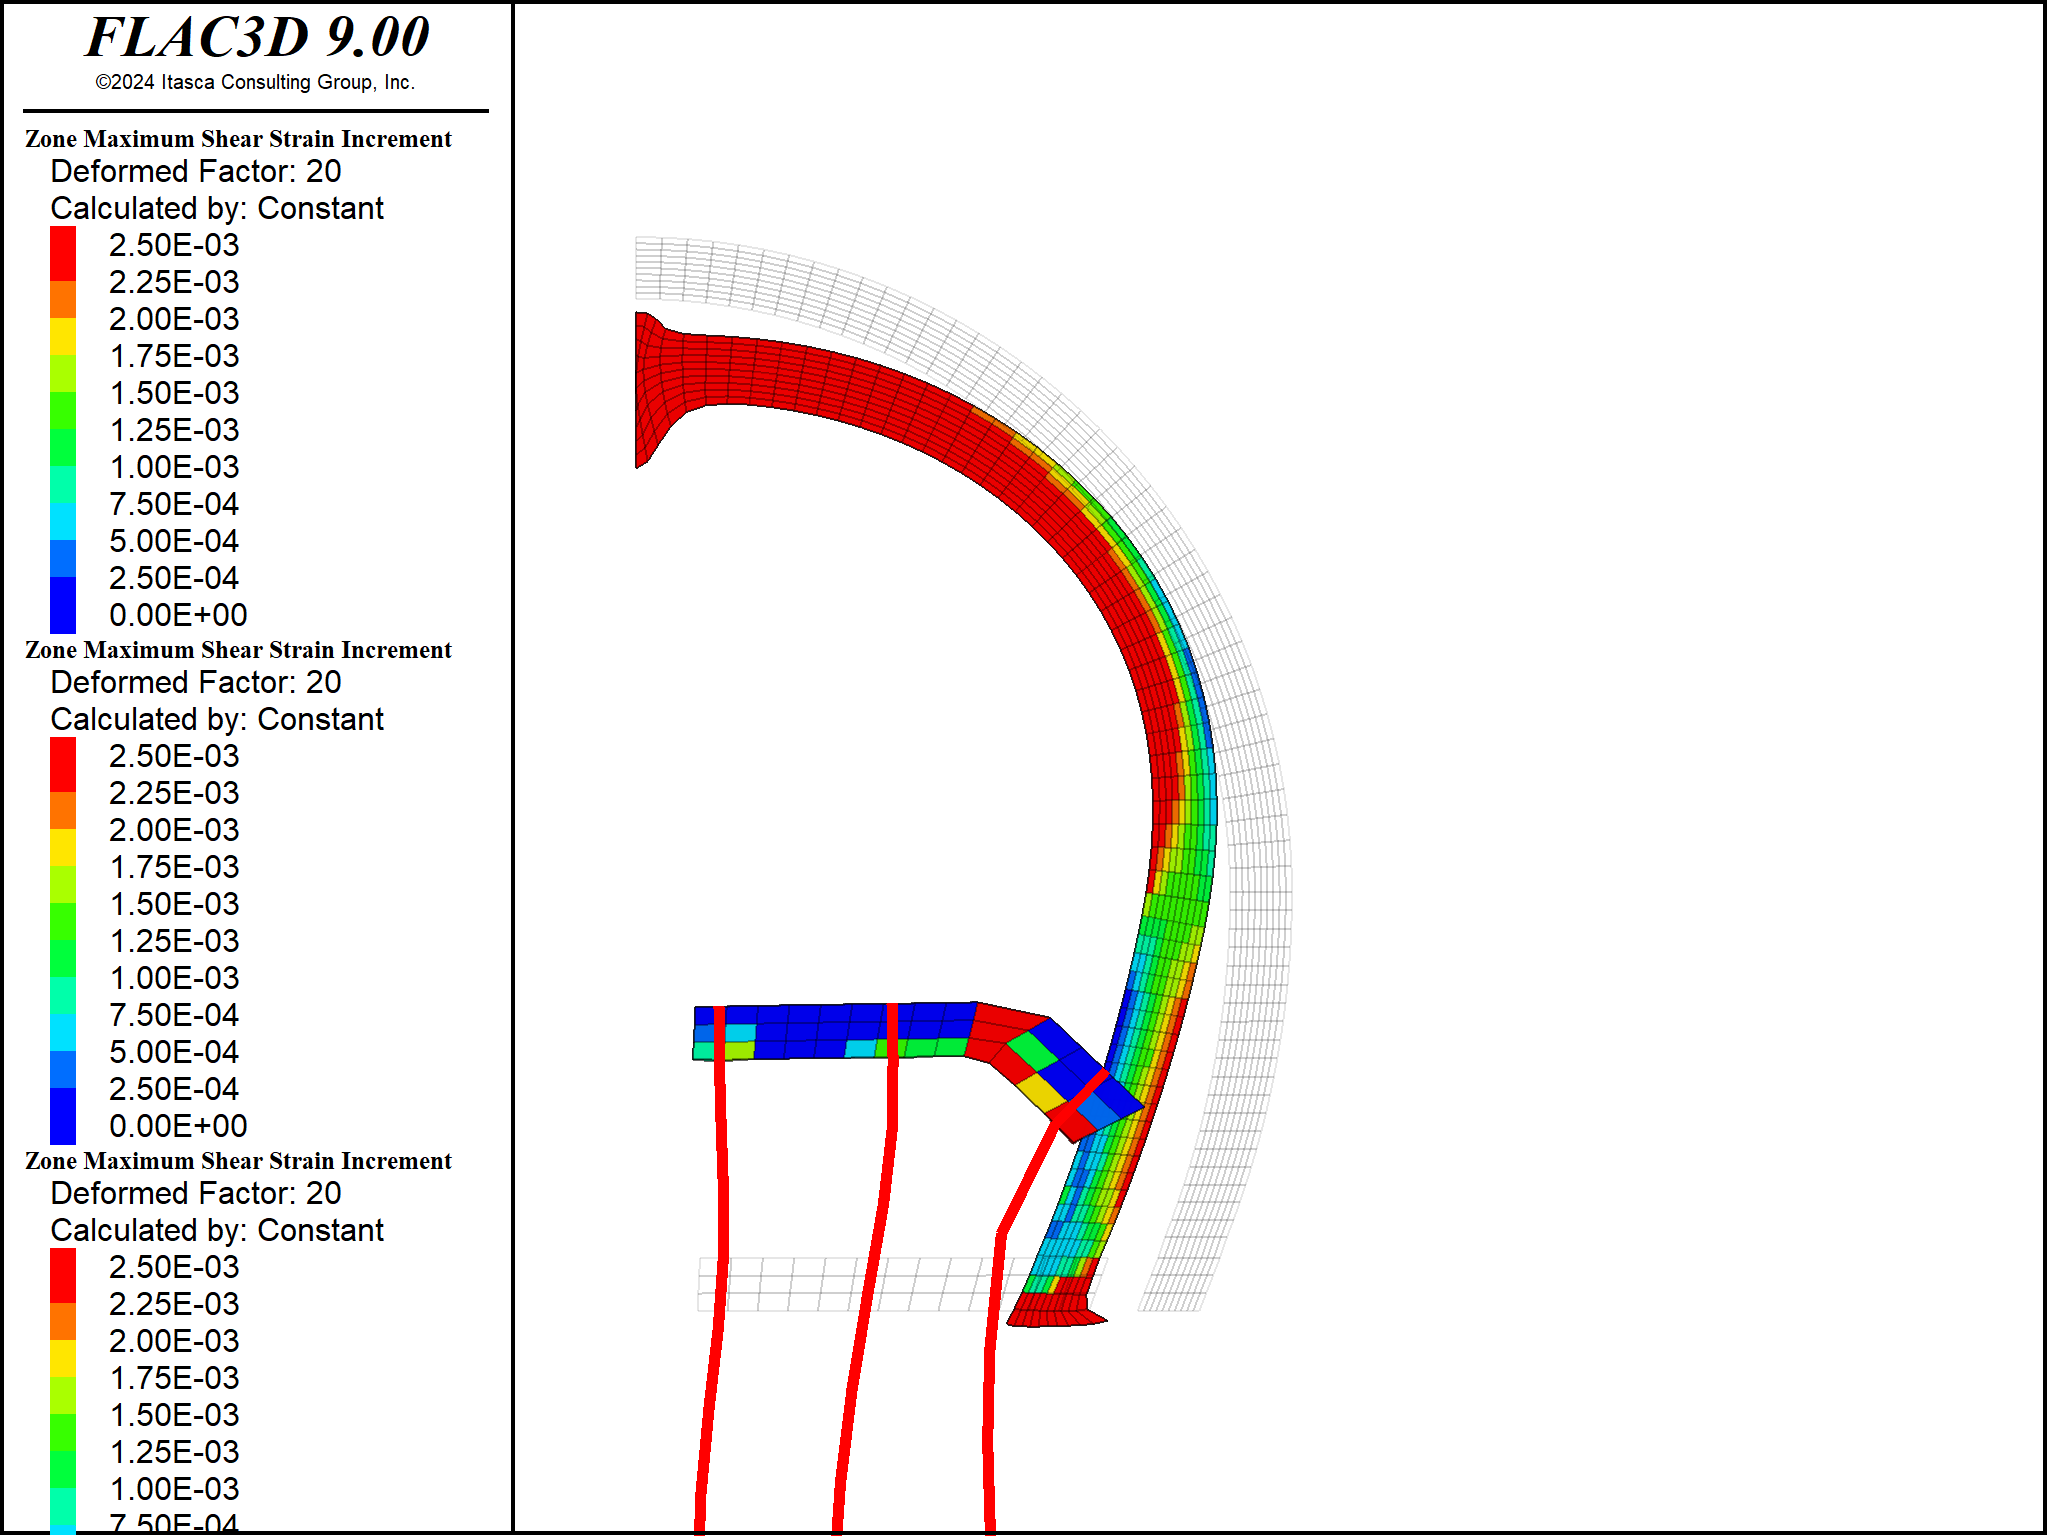 FLAC3D 9.00
©2024 Itasca Consulting Group, Inc.
Zone Maximum Shear Strain Increment
Deformed Factor: 20
Calculated by: Constant
2.50E-03
2.25E-03
2.00E-03
1.75E-03
1.50E-03
1.25E-03
1.00E-03
7.50E-04
5.00E-04
2.50E-04
0.00E+00
Zone Maximum Shear Strain Increment
Deformed Factor: 20
Calculated by: Constant
2.50E-03
2.25E-03
2.00E-03
1.75E-03
1.50E-03
1.25E-03
1.00E-03
7.50E-04
5.00E-04
2.50E-04
0.00E+00
Zone Maximum Shear Strain Increment
Deformed Factor: 20
Calculated by: Constant
2.50E-03
2.25E-03
2.00E-03
1.75E-03
1.50E-03
1.25E-03
1.00E-03
7.50E-04